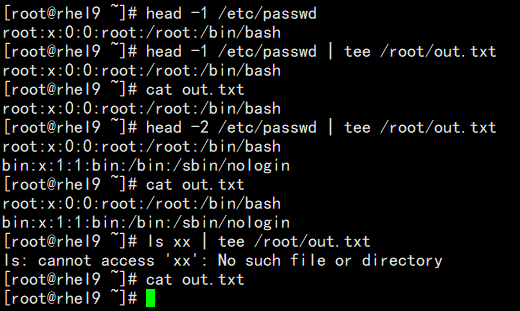 [root@rhel9 ~]# head -1 /etc/passwd
root:x:0:0:root:/root:/bin/bash
[root@rhel9 ~]# head -1 /etc/passwd | tee /root/out.txt
root:x:0:0:root:/root:/bin/bash
[root@rhel9 ~]# cat out.txt
root:x:0:0:root:/root:/bin/bash
[root@rhel9 ~]# head -2 /etc/passwd | tee /root/out.txt
root:x:0:0:root:/root:/bin/bash
bin:x:1:1:bin:/bin:/sbin/nologin
[root@rhel9 ~]# cat out.txt
root:x:0:0:root:/root:/bin/bash
bin:x:1:1:bin:/bin:/sbin/nologin
[root@rhel9 ~]# ls xx | tee /root/out.txt
ls: cannot access 'xx': No such file or directory
[root@rhel9 ~]# cat out.txt
[root@rhel9 ~]#